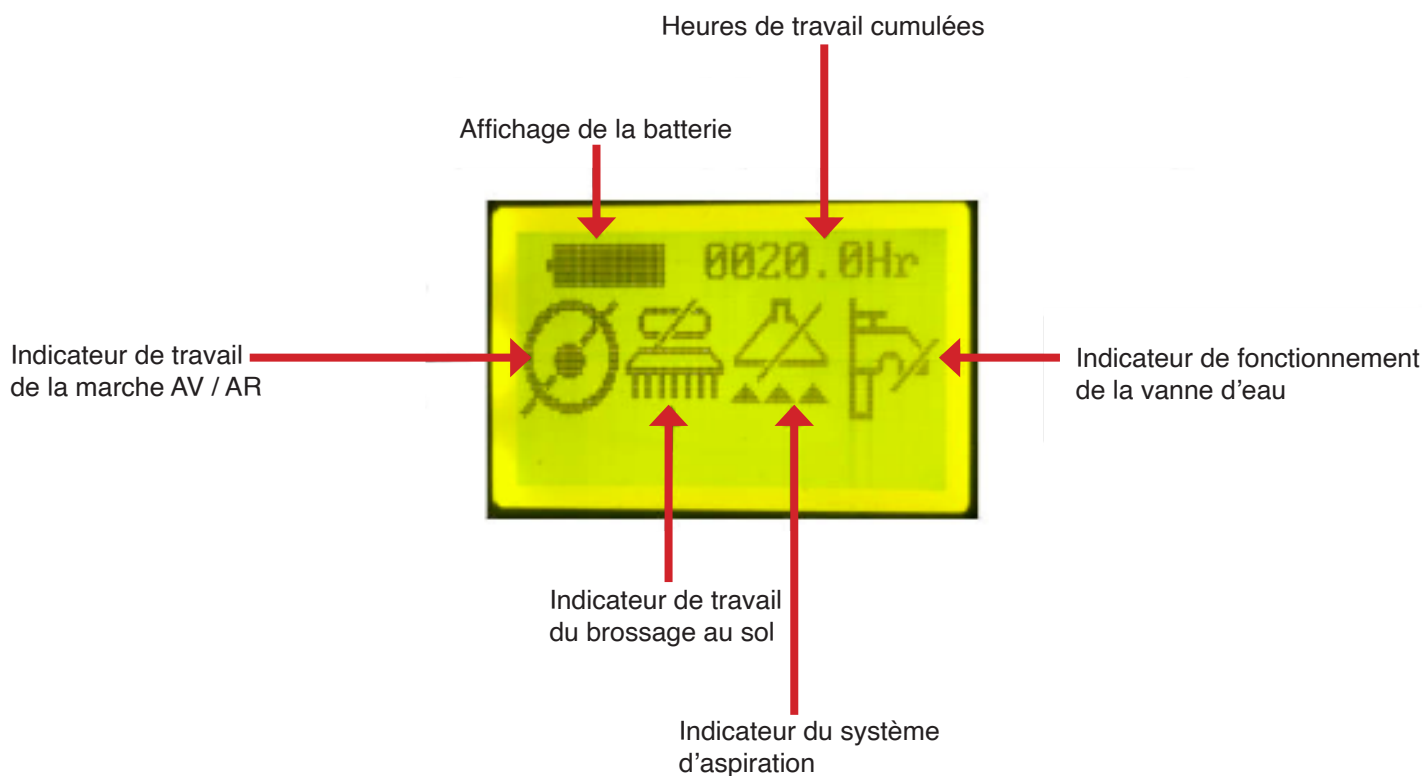 Heures de travail cumulées
Affichage de la batterie
0020.0Hr
Indicateur de travail
de la marche AV / AR
Indicateur de fonctionnement
de la vanne d'eau
Indicateur de travail
du brossage au sol
Indicateur du système
d'aspiration